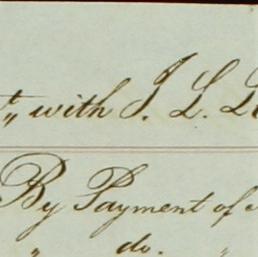 " with J. L.
By Payment of
" do. "